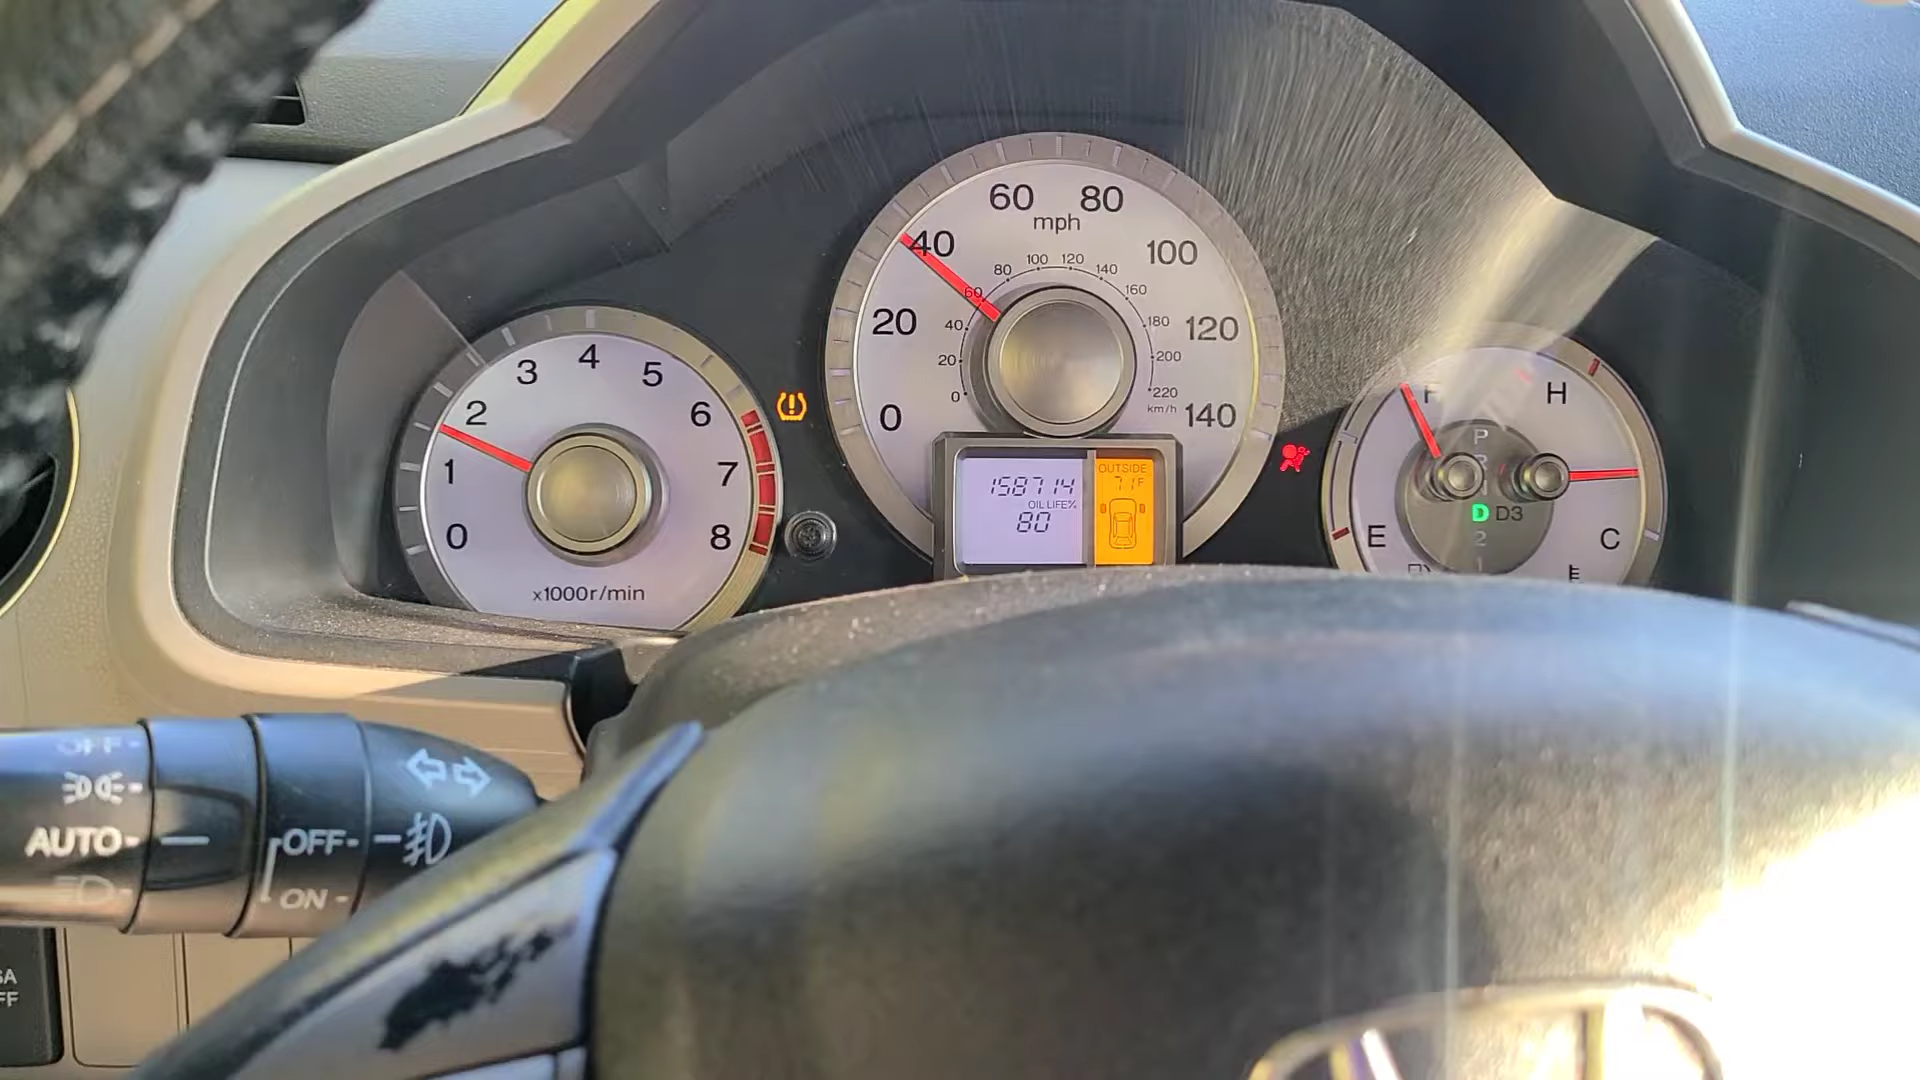 60 80
mph
40 100
100 120
80 140
60 160
20 40 180 120
20 200
0 220
km/h
0 140
3 4 5
2 6
1 7
0 8
x1000r/min
158714
OIL LIFE%
80
OUTSIDE
71F
F H
P
R
N
D D3
2
E C
OFF
AUTO OFF
ON